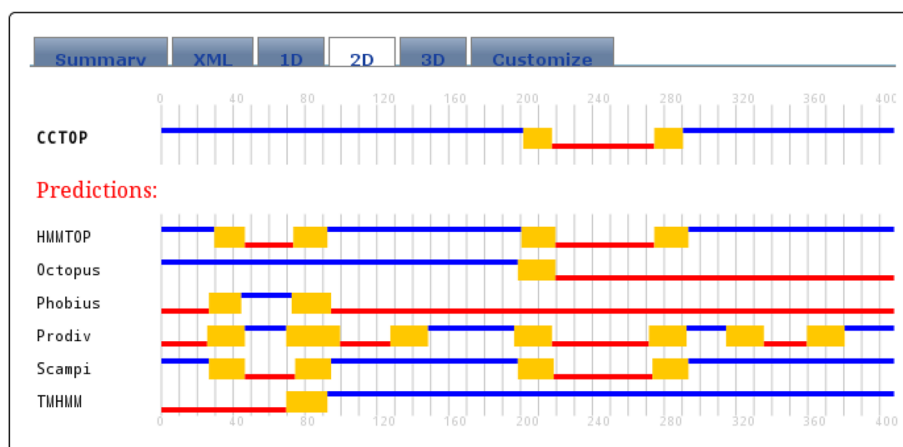 Summary XML 1D 2D 3D Customize
0 40 80 120 160 200 240 280 320 360 400
CCTOP
Predictions:
HMMTOP
Octopus
Phobius
Prodiv
Scampi
TMHMM
0 40 80 120 160 200 240 280 320 360 400